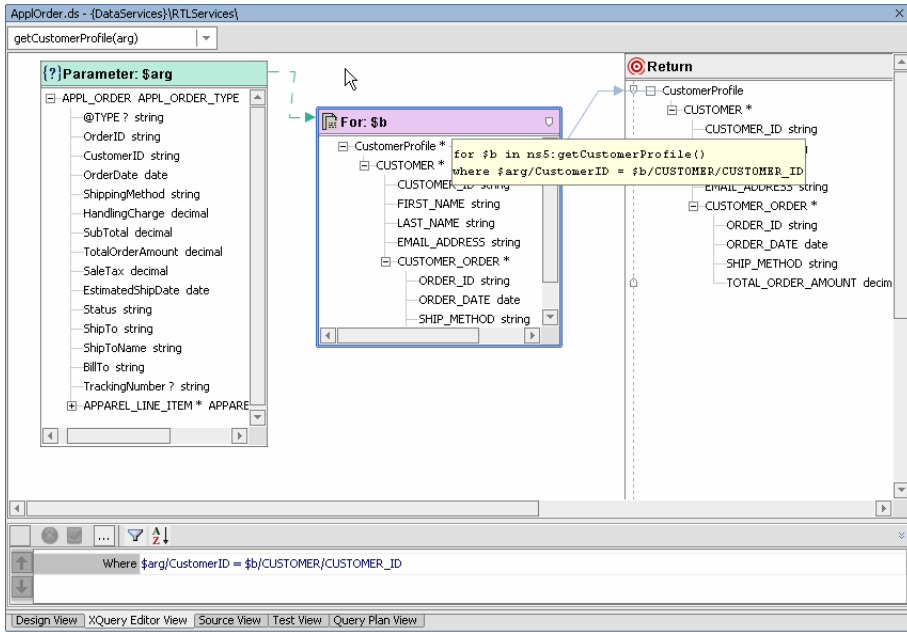 ApplOrder.ds - {DataServices}\RTLServices\
getCustomerProfile(arg)
{?}Parameter: $arg
APPL_ORDER APPL_ORDER_TYPE
@TYPE ? string
OrderID string
CustomerID string
OrderDate date
ShippingMethod string
HandlingCharge decimal
SubTotal decimal
TotalOrderAmount decimal
SaleTax decimal
EstimatedShipDate date
Status string
ShipTo string
ShipToName string
BillTo string
TrackingNumber ? string
APPAREL_LINE_ITEM * APPARE
For: $b
CustomerProfile *
CUSTOMER *
CUSTOMER_ID string
FIRST_NAME string
LAST_NAME string
EMAIL_ADDRESS string
CUSTOMER_ORDER *
ORDER_ID string
ORDER_DATE date
SHIP_METHOD string
for $b in ns5:getCustomerProfile()
where $arg/CustomerID = $b/CUSTOMER/CUSTOMER_ID
Return
CustomerProfile
CUSTOMER *
CUSTOMER_ID string
EMAIL_ADDRESS string
CUSTOMER_ORDER *
ORDER_ID string
ORDER_DATE date
SHIP_METHOD string
TOTAL_ORDER_AMOUNT decim
Where $arg/CustomerID = $b/CUSTOMER/CUSTOMER_ID
Design View XQuery Editor View Source View Test View Query Plan View